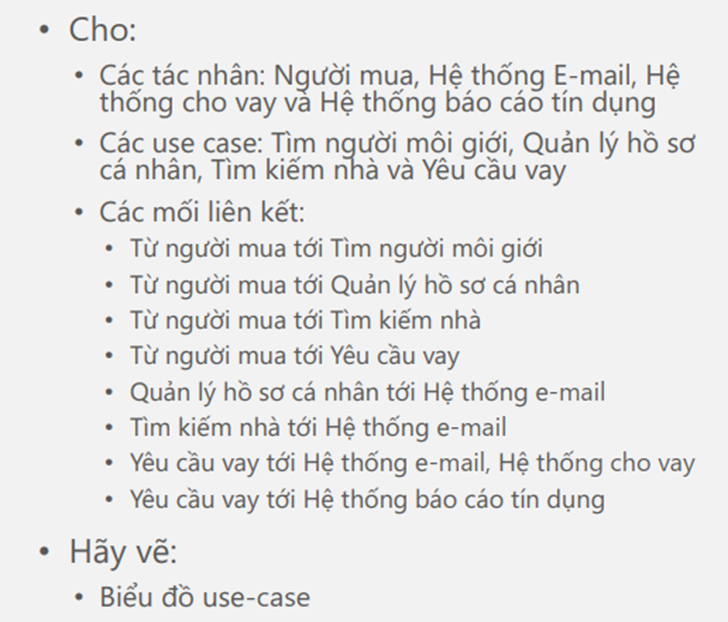 • Cho:
• Các tác nhân: Người mua, Hệ thống E-mail, Hệ
thống cho vay và Hệ thống báo cáo tín dụng
• Các use case: Tìm người môi giới, Quản lý hồ sơ
cá nhân, Tìm kiếm nhà và Yêu cầu vay
• Các mối liên kết:
• Từ người mua tới Tìm người môi giới
• Từ người mua tới Quản lý hồ sơ cá nhân
• Từ người mua tới Tìm kiếm nhà
• Từ người mua tới Yêu cầu vay
• Quản lý hồ sơ cá nhân tới Hệ thống e-mail
• Tìm kiếm nhà tới Hệ thống e-mail
• Yêu cầu vay tới Hệ thống e-mail, Hệ thống cho vay
• Yêu cầu vay tới Hệ thống báo cáo tín dụng
• Hãy vẽ:
• Biểu đồ use-case